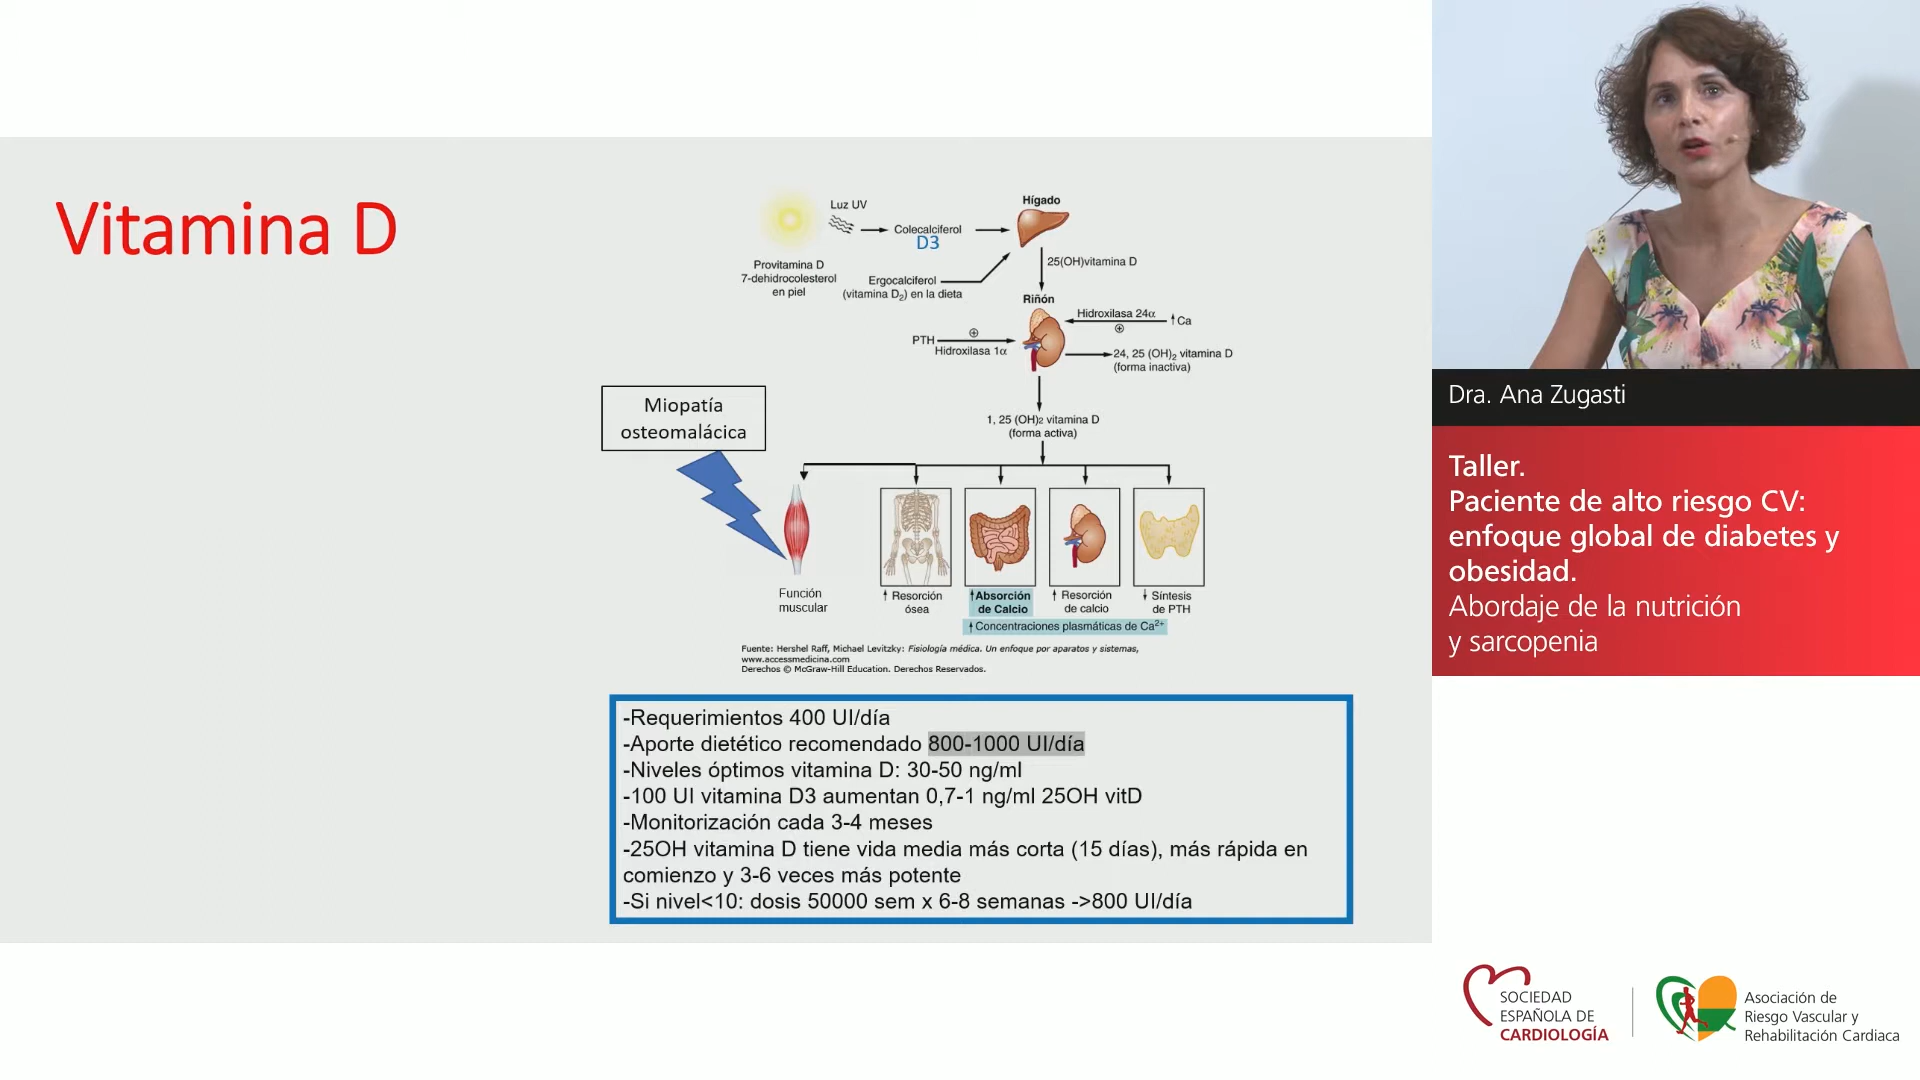 Vitamina D
Luz UV
Colecalciferol
D3
Hígado
Provitamina D
7-dehidrocolesterol
en piel
Ergocalciferol
(vitamina D2) en la dieta
25(OH)vitamina D
Riñón
Hidroxilasa 24α
⊕
↑Ca
PTH
⊕
Hidroxilasa 1α
24, 25 (OH)2 vitamina D
(forma inactiva)
1, 25 (OH)2 vitamina D
(forma activa)
Miopatía
osteomalácica
Función
muscular
↑ Resorción
ósea
↑Absorción
de Calcio
↑ Resorción
de calcio
↓ Síntesis
de PTH
↑Concentraciones plasmáticas de Ca2+
Fuente: Hershel Raff, Michael Levitzky: Fisiología médica. Un enfoque por aparatos y sistemas,
www.accessmedicina.com
Derechos © McGraw-Hill Education. Derechos Reservados.
-Requerimientos 400 UI/día
-Aporte dietético recomendado 800-1000 UI/día
-Niveles óptimos vitamina D: 30-50 ng/ml
-100 UI vitamina D3 aumentan 0,7-1 ng/ml 25OH vitD
-Monitorización cada 3-4 meses
-25OH vitamina D tiene vida media más corta (15 días), más rápida en
comienzo y 3-6 veces más potente
-Si nivel<10: dosis 50000 sem x 6-8 semanas ->800 UI/día
Dra. Ana Zugasti
Taller.
Paciente de alto riesgo CV:
enfoque global de diabetes y
obesidad.
Abordaje de la nutrición
y sarcopenia
SOCIEDAD
ESPAÑOLA DE
CARDIOLOGÍA
Asociación de
Riesgo Vascular y
Rehabilitación Cardiaca